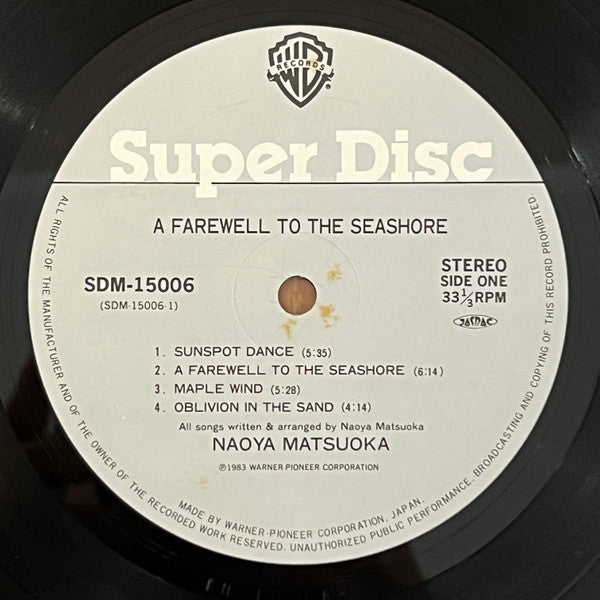 WB
RECORDS
®
Super Disc
A FAREWELL TO THE SEASHORE
SDM-15006
(SDM-15006-1)
STEREO
SIDE ONE
33 1/3 RPM
JASRAC
1. SUNSPOT DANCE (5:35)
2. A FAREWELL TO THE SEASHORE (6:14)
3. MAPLE WIND (5:28)
4. OBLIVION IN THE SAND (4:14)
All songs written & arranged by Naoya Matsuoka
NAOYA MATSUOKA
℗1983 WARNER-PIONEER CORPORATION
MADE BY WARNER-PIONEER CORPORATION, JAPAN.
ALL RIGHTS OF THE MANUFACTURER AND OF THE OWNER OF THE RECORDED WORK RESERVED. UNAUTHORIZED PUBLIC PERFORMANCE, BROADCASTING AND COPYING OF THIS RECORD PROHIBITED.